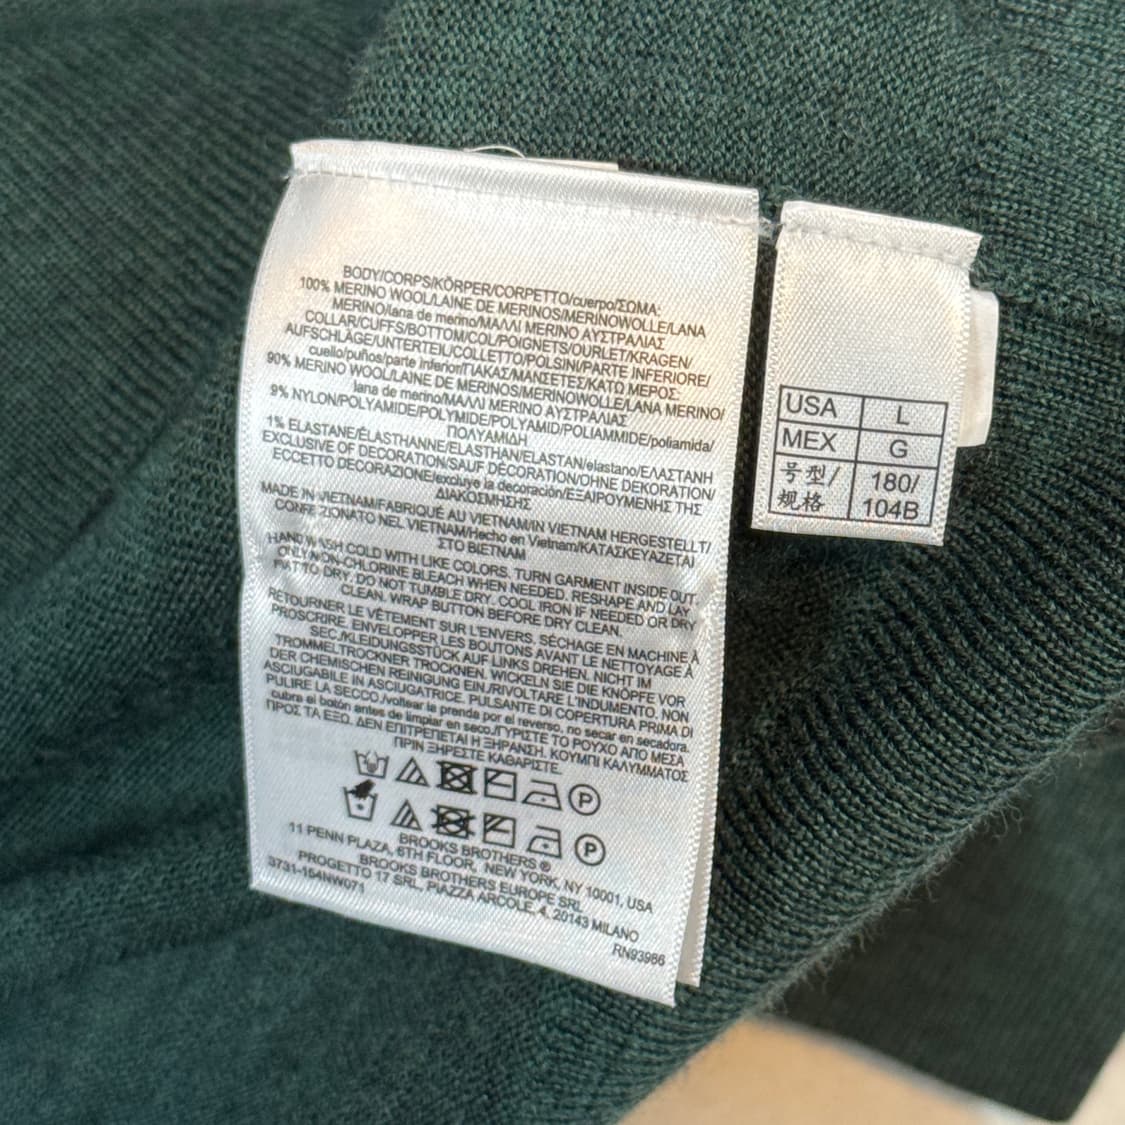 BODY/CORPS/KÖRPER/CORPETTO/cuerpo/ΣΩΜΑ:
100% MERINO WOOL/LAINE DE MERINOS/MERINOWOLLE/LANA
MERINO/lana de merino/ΜΑΛΛΙ MERINO ΑΥΣΤΡΑΛΙΑΣ
COLLAR/CUFFS/BOTTOM/COL/POIGNETS/OURLET/KRAGEN/
AUFSCHLÄGE/UNTERTEIL/COLLETTO/POLSINI/PARTE INFERIORE/
cuello/puños/parte inferior/ΓΙΑΚΑΣ/ΜΑΝΣΕΤΕΣ/ΚΑΤΩ ΜΕΡΟΣ:
90% MERINO WOOL/LAINE DE MERINOS/MERINOWOLLE/LANA MERINO/
lana de merino/ΜΑΛΛΙ MERINO ΑΥΣΤΡΑΛΙΑΣ
9% NYLON/POLYAMIDE/POLYMIDE/POLYAMID/POLIAMMIDE/poliamida/
ΠΟΛΥΑΜΙΔΗ
1% ELASTANE/ÉLASTHANNE/ELASTHAN/ELASTAN/elastano/ΕΛΑΣΤΑΝΗ
EXCLUSIVE OF DECORATION/SAUF DÉCORATION/OHNE DEKORATION/
ECCETTO DECORAZIONE/excluye la decoración/ΕΞΑΙΡΟΥΜΕΝΗΣ ΤΗΣ
ΔΙΑΚΟΣΜΗΣΗΣ
MADE IN VIETNAM/FABRIQUÉ AU VIETNAM/IN VIETNAM HERGESTELLT/
CONFEZIONATO NEL VIETNAM/Hecho en Vietnam/ΚΑΤΑΣΚΕΥΑΖΕΤΑΙ
ΣΤΟ ΒΙΕΤΝΑΜ
HAND WASH COLD WITH LIKE COLORS. TURN GARMENT INSIDE OUT.
ONLY NON-CHLORINE BLEACH WHEN NEEDED. RESHAPE AND LAY
FLAT TO DRY. DO NOT TUMBLE DRY. COOL IRON IF NEEDED OR DRY
CLEAN. WRAP BUTTON BEFORE DRY CLEAN.
RETOURNER LE VÊTEMENT SUR L'ENVERS. SÉCHAGE EN MACHINE À
PROSCRIRE. ENVELOPPER LES BOUTONS AVANT LE NETTOYAGE À
SEC./KLEIDUNGSSTÜCK AUF LINKS DREHEN. NICHT IM
TROMMELTROCKNER TROCKNEN. WICKELN SIE DIE KNÖPFE VOR
DER CHEMISCHEN REINIGUNG EIN./RIVOLTARE L'INDUMENTO. NON
ASCIUGABILE IN ASCIUGATRICE. PULSANTE DI COPERTURA PRIMA DI
PULIRE LA SECCO./voltear la prenda por el reverso, no secar en secadora.
cubra el botón antes de limpiar en seco./ΓΥΡΙΣΤΕ ΤΟ ΡΟΥΧΟ ΑΠΟ ΜΕΣΑ
ΠΡΟΣ ΤΑ ΕΞΩ. ΔΕΝ ΕΠΙΤΡΕΠΕΤΑΙ Η ΞΗΡΑΝΣΗ. ΚΟΥΜΠΙ ΚΑΛΥΜΜΑΤΟΣ
ΠΡΙΝ ΞΗΡΕΣΤΕ ΚΑΘΑΡΙΣΤΕ.
P
P
BROOKS BROTHERS ®
11 PENN PLAZA, 6TH FLOOR, NEW YORK, NY 10001, USA
BROOKS BROTHERS EUROPE SRL
PROGETTO 17 SRL, PIAZZA ARCOLE, 4, 20143 MILANO
3731-154NW071
RN93986
USA L
MEX G
号型/ 180/
规格 104B